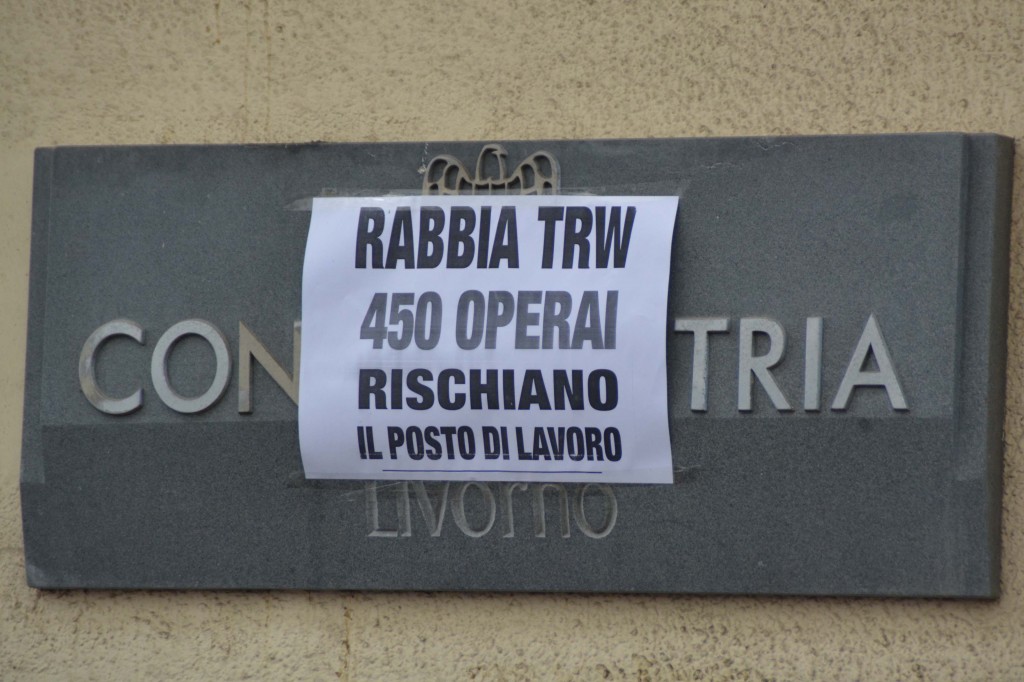 RABBIA TRW
450 OPERAI
RISCHIANO
IL POSTO DI LAVORO
CON TRIA
Livorno